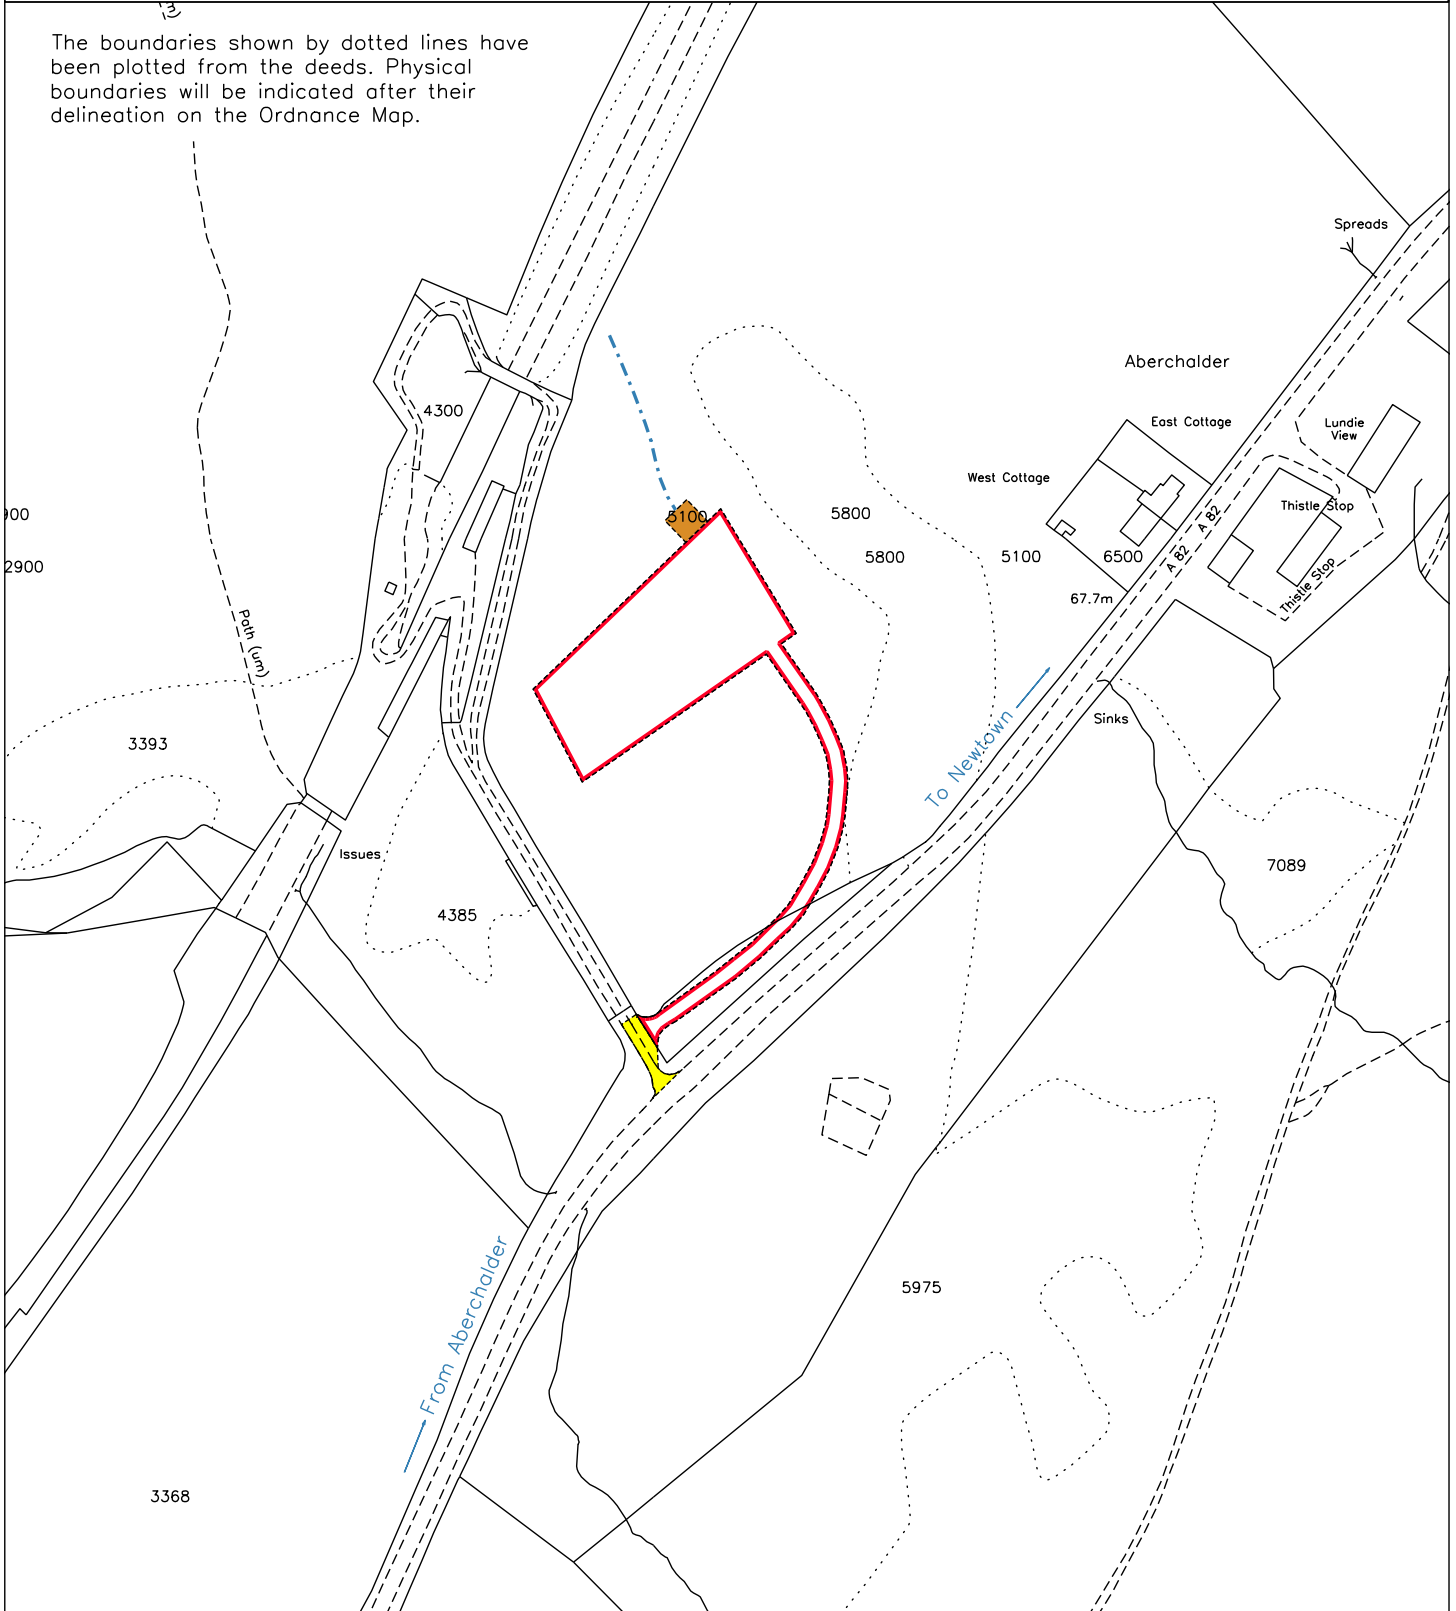 The boundaries shown by dotted lines have
been plotted from the deeds. Physical
boundaries will be indicated after their
delineation on the Ordnance Map.
Spreads
Aberchalder
4300
East Cottage
Lundie
View
West Cottage
Thistle Stop
900
5100
5800
A 82
2900
5800
5100
6500
A 82
Thistle Stop
67.7m
Path (um)
Sinks
3393
To Newtown
Issues
7089
4385
From Aberchalder
5975
3368